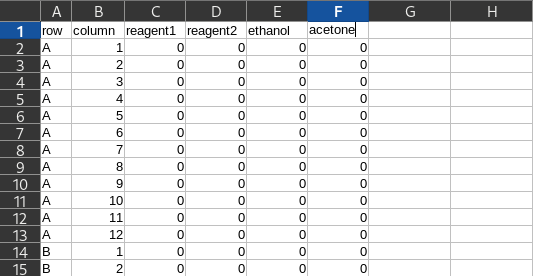 A B C D E F G H
1 row column reagent1 reagent2 ethanol acetone
2 A 1 0 0 0 0
3 A 2 0 0 0 0
4 A 3 0 0 0 0
5 A 4 0 0 0 0
6 A 5 0 0 0 0
7 A 6 0 0 0 0
8 A 7 0 0 0 0
9 A 8 0 0 0 0
10 A 9 0 0 0 0
11 A 10 0 0 0 0
12 A 11 0 0 0 0
13 A 12 0 0 0 0
14 B 1 0 0 0 0
15 B 2 0 0 0 0